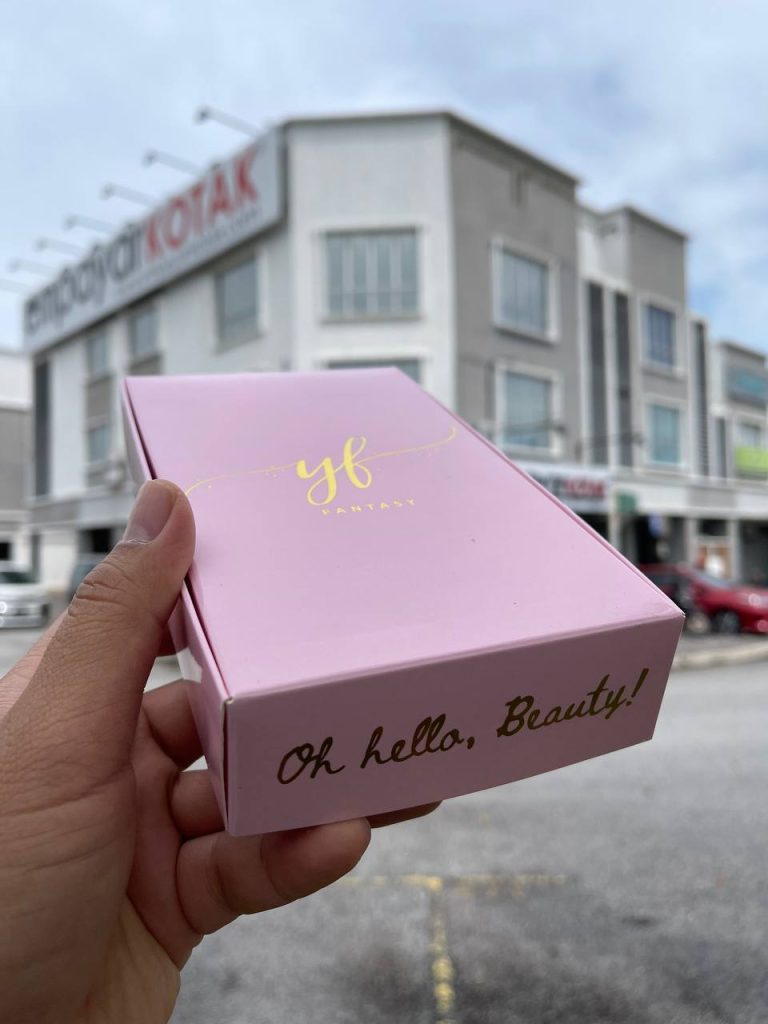 empayarKOTAK
yf
FANTASY
Oh hello, Beauty!